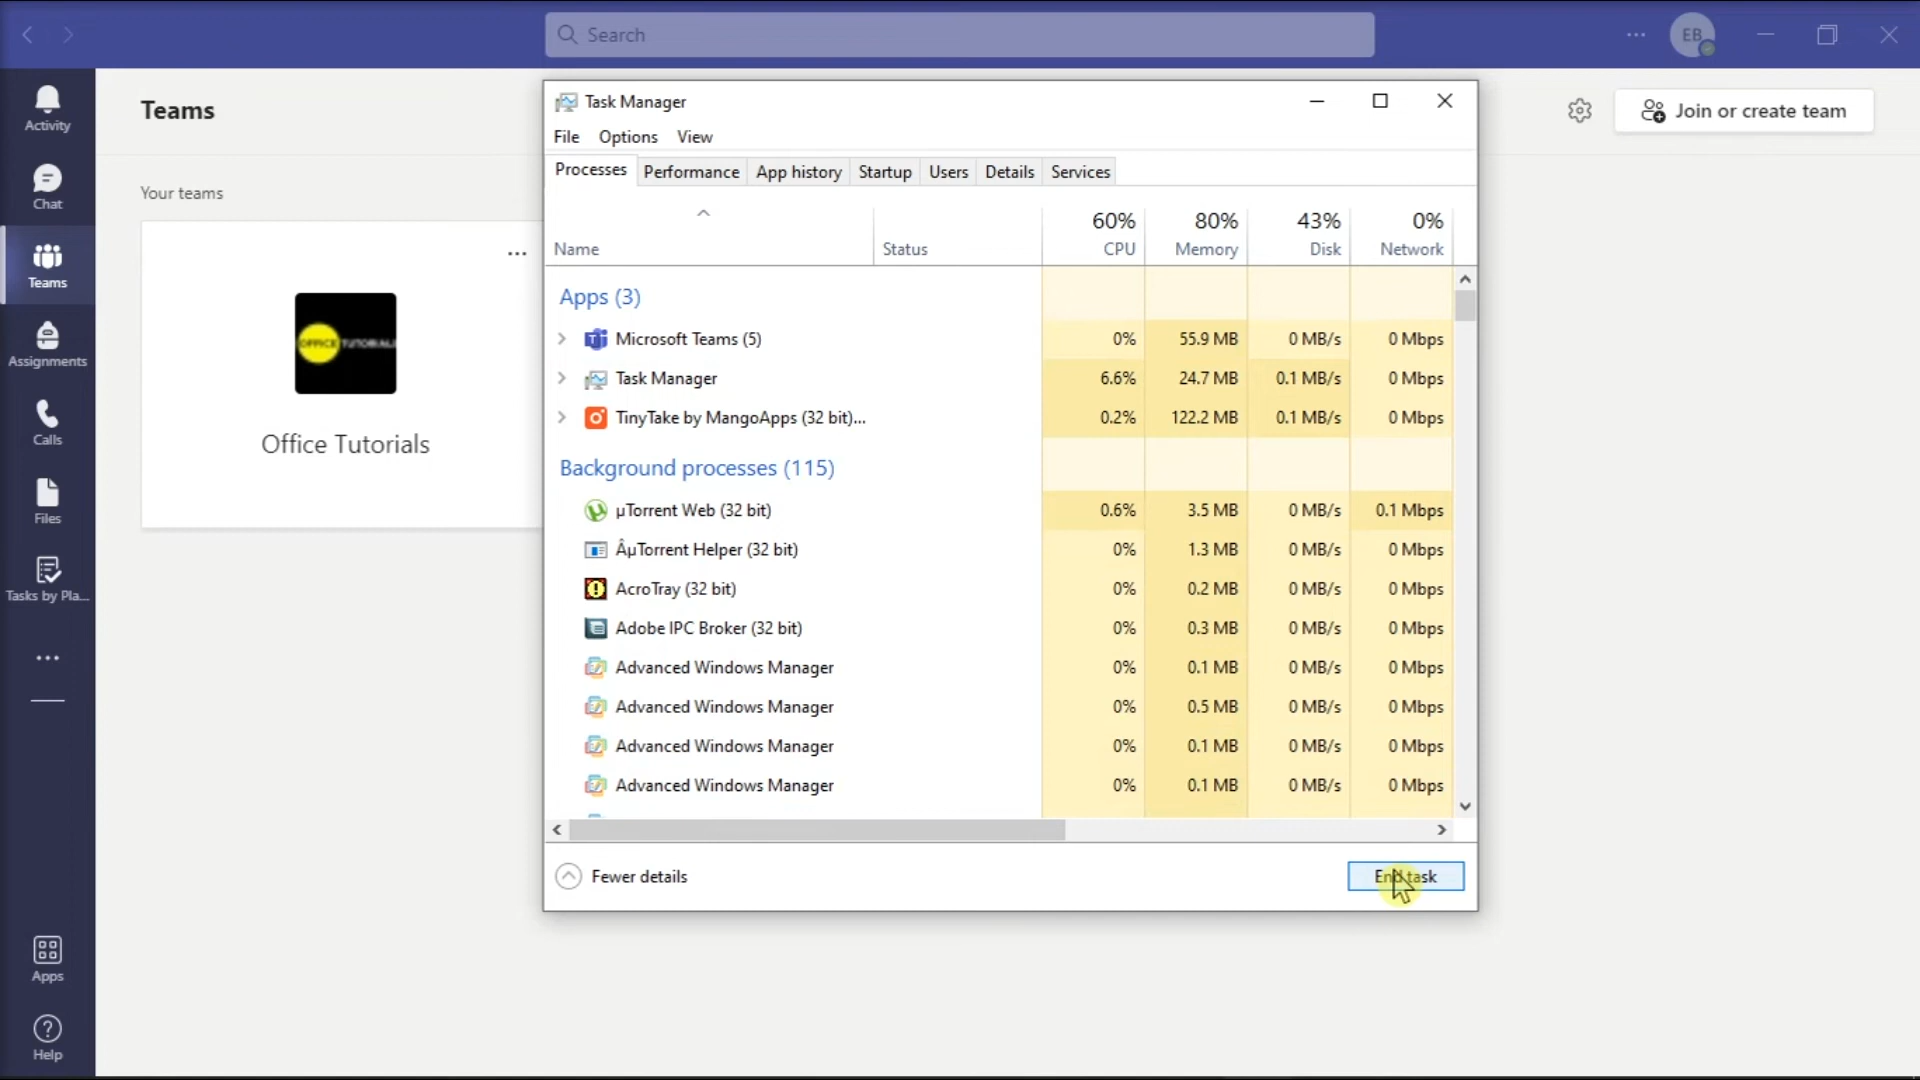 Search
EB
Activity
Chat
Teams
Assignments
Calls
Files
Tasks by Pla...
Apps
Help
Teams
Join or create team
Your teams
OFFICE TUTORIALS
Office Tutorials
Task Manager
File Options View
Processes Performance App history Startup Users Details Services
60% 80% 43% 0%
Name Status CPU Memory Disk Network
Apps (3)
Microsoft Teams (5) 0% 55.9 MB 0 MB/s 0 Mbps
Task Manager 6.6% 24.7 MB 0.1 MB/s 0 Mbps
TinyTake by MangoApps (32 bit)... 0.2% 122.2 MB 0.1 MB/s 0 Mbps
Background processes (115)
µTorrent Web (32 bit) 0.6% 3.5 MB 0 MB/s 0.1 Mbps
ÂµTorrent Helper (32 bit) 0% 1.3 MB 0 MB/s 0 Mbps
AcroTray (32 bit) 0% 0.2 MB 0 MB/s 0 Mbps
Adobe IPC Broker (32 bit) 0% 0.3 MB 0 MB/s 0 Mbps
Advanced Windows Manager 0% 0.1 MB 0 MB/s 0 Mbps
Advanced Windows Manager 0% 0.5 MB 0 MB/s 0 Mbps
Advanced Windows Manager 0% 0.1 MB 0 MB/s 0 Mbps
Advanced Windows Manager 0% 0.1 MB 0 MB/s 0 Mbps
Fewer details
End task